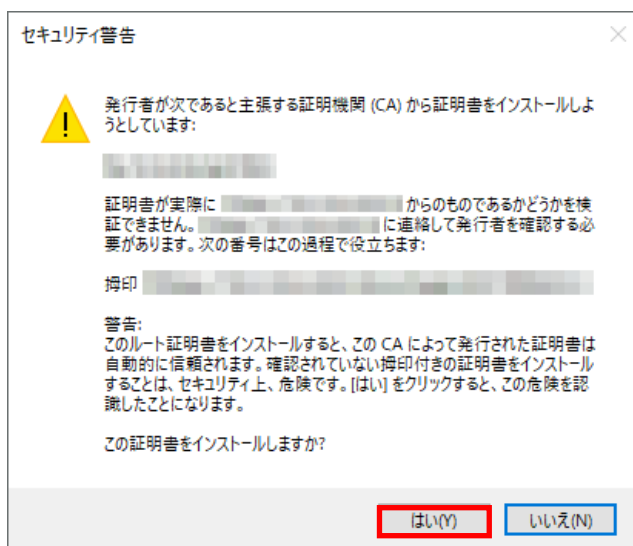 セキュリティ警告
発行者が次であると主張する証明機関 (CA) から証明書をインストールしよ
うとしています:
証明書が実際に からのものであるかどうかを検
証できません。 に連絡して発行者を確認する必
要があります。次の番号はこの過程で役立ちます:
拇印
警告:
このルート証明書をインストールすると、この CA によって発行された証明書は
自動的に信頼されます。確認されていない拇印付きの証明書をインストール
することは、セキュリティ上、危険です。[はい] をクリックすると、この危険を認
識したことになります。
この証明書をインストールしますか?
はい(Y) いいえ(N)